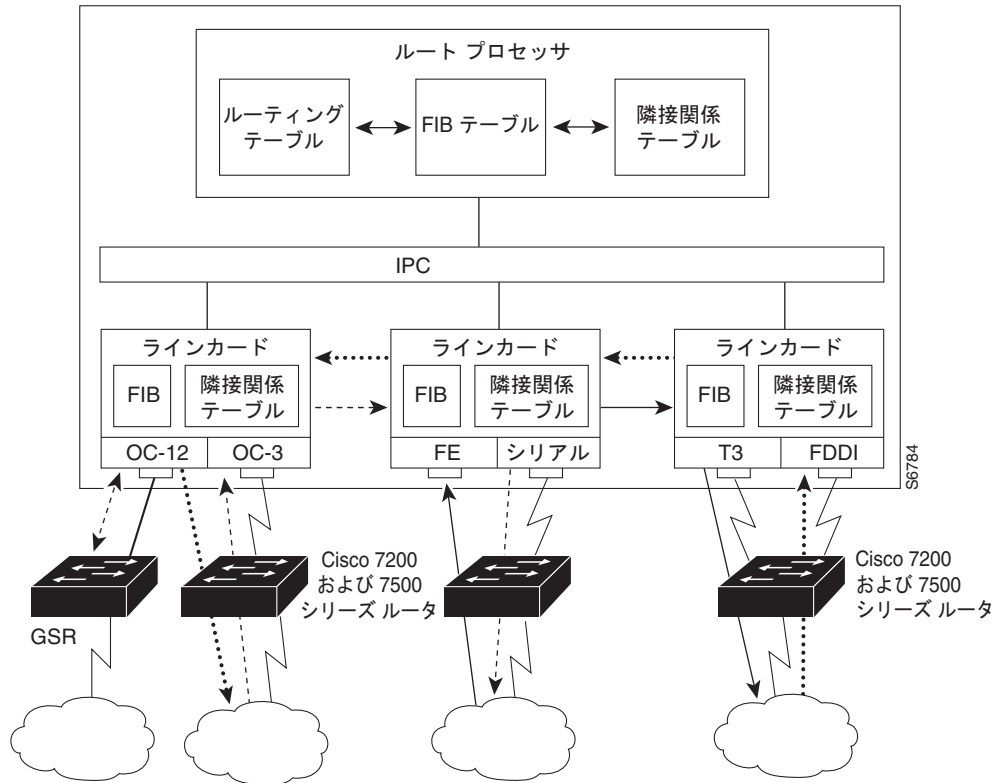 ルート プロセッサ
ルーティング
テーブル
FIB テーブル
隣接関係
テーブル
IPC
ラインカード
FIB
隣接関係
テーブル
OC-12
OC-3
ラインカード
FIB
隣接関係
テーブル
FE
シリアル
ラインカード
FIB
隣接関係
テーブル
T3
FDDI
S6784
GSR
Cisco 7200
および 7500
シリーズ ルータ
Cisco 7200
および 7500
シリーズ ルータ